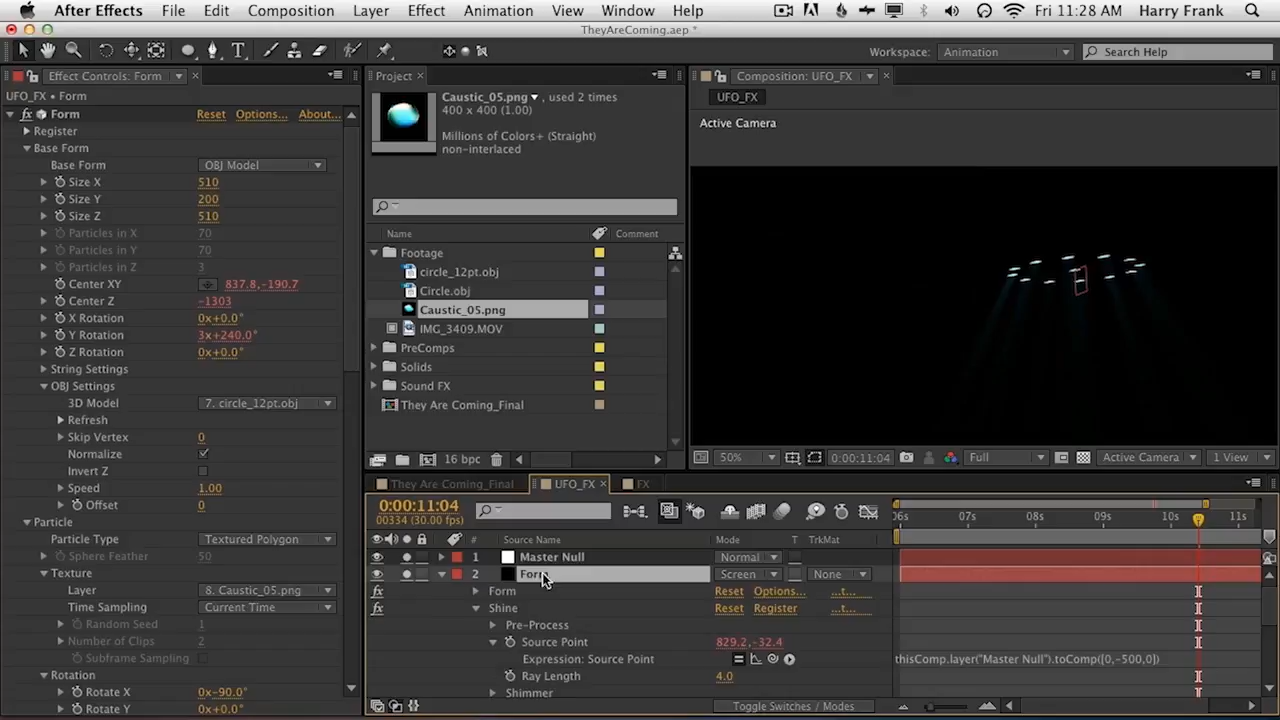 After Effects File Edit Composition Layer Effect Animation View Window Help Fri 11:28 AM Harry Frank
TheyAreComing.aep *
Workspace: Animation Search Help
Effect Controls: Form
UFO_FX • Form
Form Reset Options... About...
Register
Base Form
Base Form OBJ Model
Size X 510
Size Y 200
Size Z 510
Particles in X 70
Particles in Y 70
Particles in Z 3
Center XY 837.8,-190.7
Center Z -1303
X Rotation 0x+0.0°
Y Rotation 3x+240.0°
Z Rotation 0x+0.0°
String Settings
OBJ Settings
3D Model 7. circle_12pt.obj
Refresh
Skip Vertex 0
Normalize
Invert Z
Speed 1.00
Offset 0
Particle
Particle Type Textured Polygon
Sphere Feather 50
Texture
Layer 8. Caustic_05.png
Time Sampling Current Time
Random Seed 1
Number of Clips 2
Subframe Sampling
Rotation
Rotate X 0x-90.0°
Rotate Y 0x+0.0°
Project
Caustic_05.png , used 2 times
400 x 400 (1.00)
Millions of Colors+ (Straight)
non-interlaced
Name Comment
Footage
circle_12pt.obj
Circle.obj
Caustic_05.png
IMG_3409.MOV
PreComps
Solids
Sound FX
They Are Coming_Final
16 bpc
Composition: UFO_FX
UFO_FX
Active Camera
50% 0:00:11:04 Full Active Camera 1 View
They Are Coming_Final UFO_FX FX
0:00:11:04
00334 (30.00 fps)
06s 07s 08s 09s 10s 11s
# Source Name Mode T TrkMat
1 Master Null Normal
2 Form Screen None
Form Reset Options... ...t...
Shine Reset Register ...t...
Pre-Process
Source Point 829.2,-32.4
Expression: Source Point thisComp.layer("Master Null").toComp([0,-500,0])
Ray Length 4.0
Shimmer
Toggle Switches / Modes